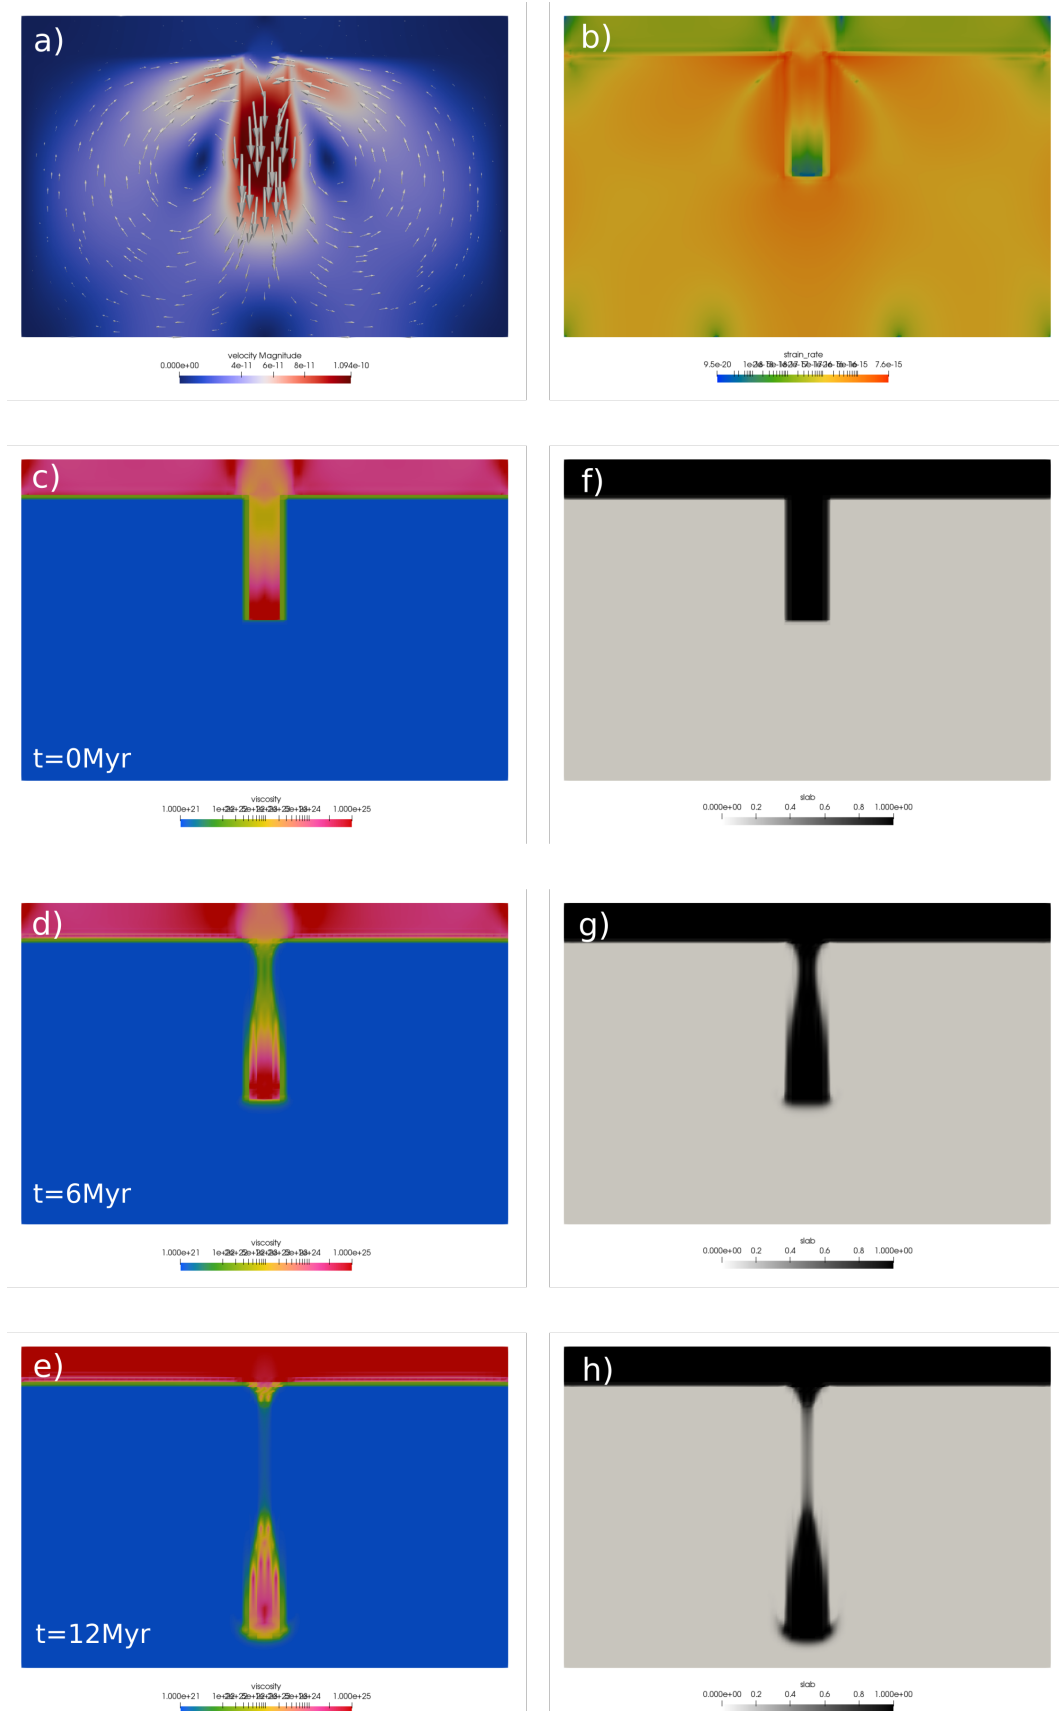 a)
b)
velocity Magnitude
0.000e+00 4e-11 6e-11 8e-11 1.094e-10
strain_rate
9.5e-20 7.6e-15
c)
f)
t=0Myr
viscosity
1.000e+21 1.000e+25
slab
0.000e+00 0.2 0.4 0.6 0.8 1.000e+00
d)
g)
t=6Myr
viscosity
1.000e+21 1.000e+25
slab
0.000e+00 0.2 0.4 0.6 0.8 1.000e+00
e)
h)
t=12Myr
viscosity
1.000e+21 1.000e+25
slab
0.000e+00 0.2 0.4 0.6 0.8 1.000e+00